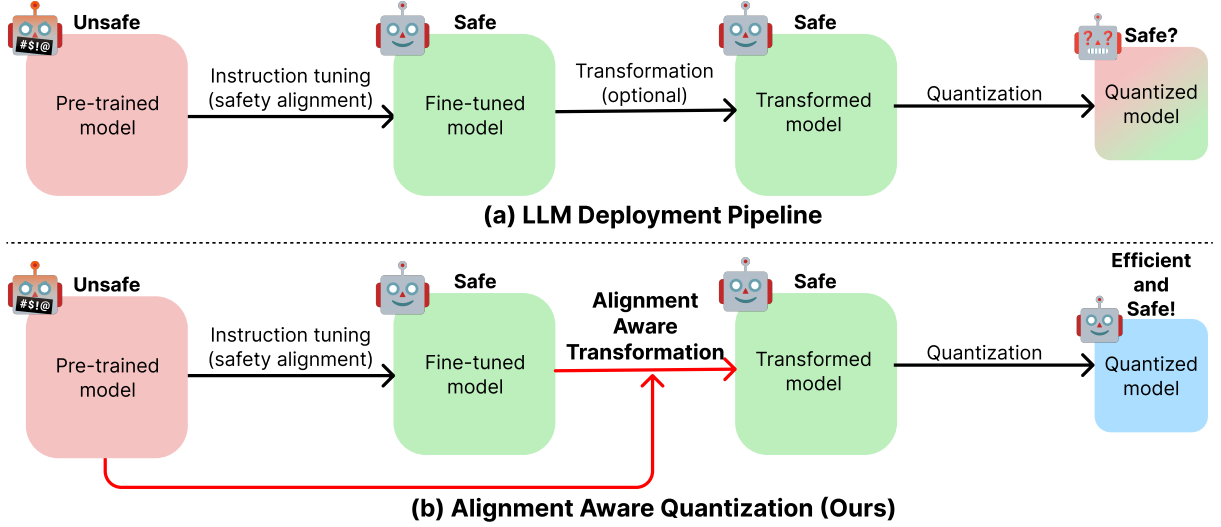 Unsafe
Safe
Safe
Safe?
#$!@
Pre-trained
model
Instruction tuning
(safety alignment)
Fine-tuned
model
Transformation
(optional)
Transformed
model
Quantization
Quantized
model
??
(a) LLM Deployment Pipeline
Unsafe
Safe
Safe
Efficient
and
Safe!
#$!@
Pre-trained
model
Instruction tuning
(safety alignment)
Fine-tuned
model
Alignment
Aware
Transformation
Transformed
model
Quantization
Quantized
model
(b) Alignment Aware Quantization (Ours)